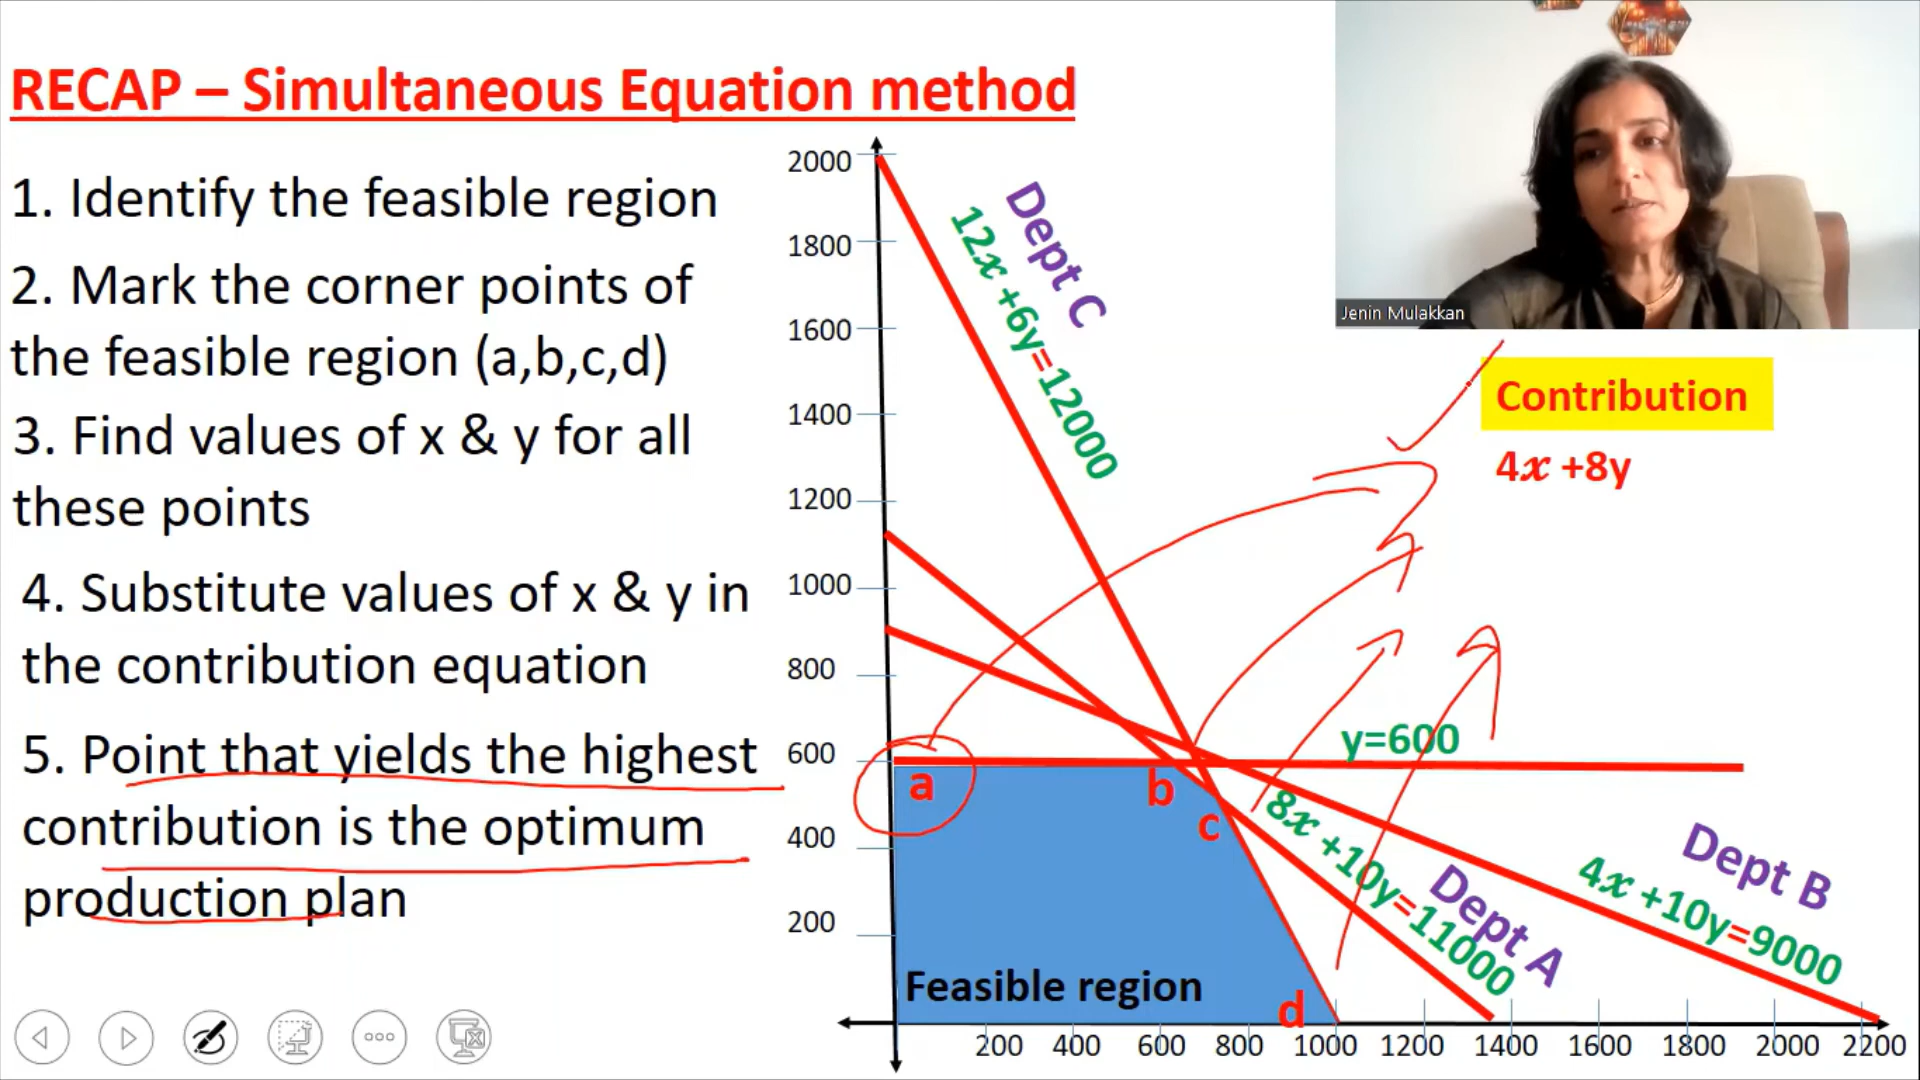 RECAP – Simultaneous Equation method
1. Identify the feasible region
2. Mark the corner points of
the feasible region (a,b,c,d)
3. Find values of x & y for all
these points
4. Substitute values of x & y in
the contribution equation
5. Point that yields the highest
contribution is the optimum
production plan
2000
1800
1600
1400
1200
1000
800
600
400
200
Dept C
12x +6y=12000
Jenin Mulakkan
Contribution
4x +8y
y=600
a
b
c
d
8x +10y=11000
Dept A
Dept B
4x +10y=9000
Feasible region
200 400 600 800 1000 1200 1400 1600 1800 2000 2200